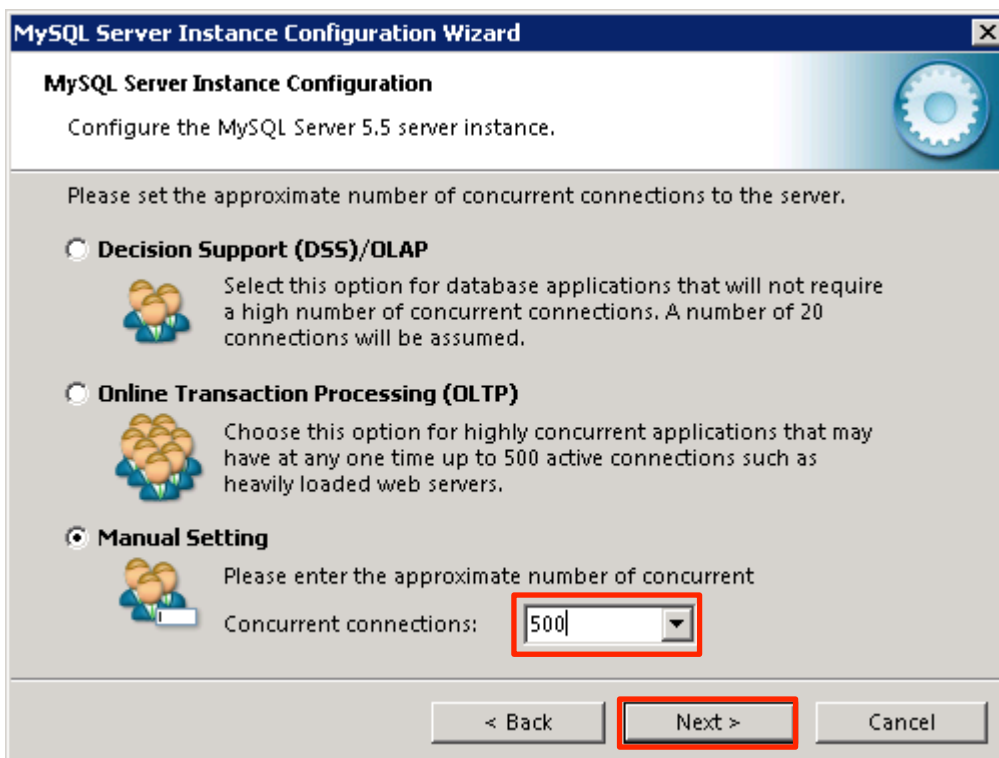 MySQL Server Instance Configuration Wizard
MySQL Server Instance Configuration
Configure the MySQL Server 5.5 server instance.
Please set the approximate number of concurrent connections to the server.
Decision Support (DSS)/OLAP
Select this option for database applications that will not require
a high number of concurrent connections. A number of 20
connections will be assumed.
Online Transaction Processing (OLTP)
Choose this option for highly concurrent applications that may
have at any one time up to 500 active connections such as
heavily loaded web servers.
Manual Setting
Please enter the approximate number of concurrent
Concurrent connections: 500
< Back Next > Cancel